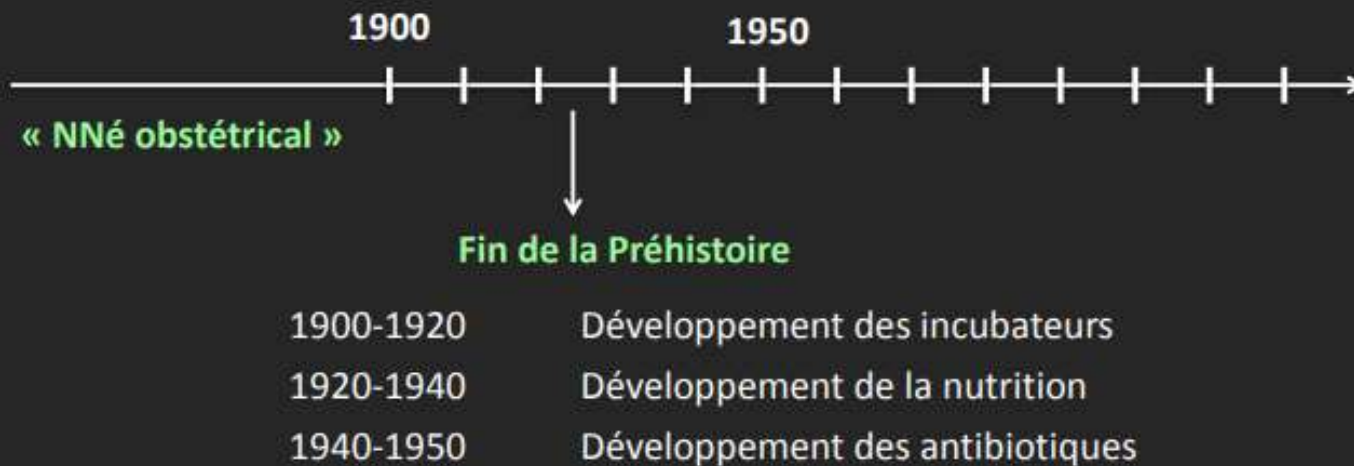 1900 1950
« NNé obstétrical »
Fin de la Préhistoire
1900-1920 Développement des incubateurs
1920-1940 Développement de la nutrition
1940-1950 Développement des antibiotiques